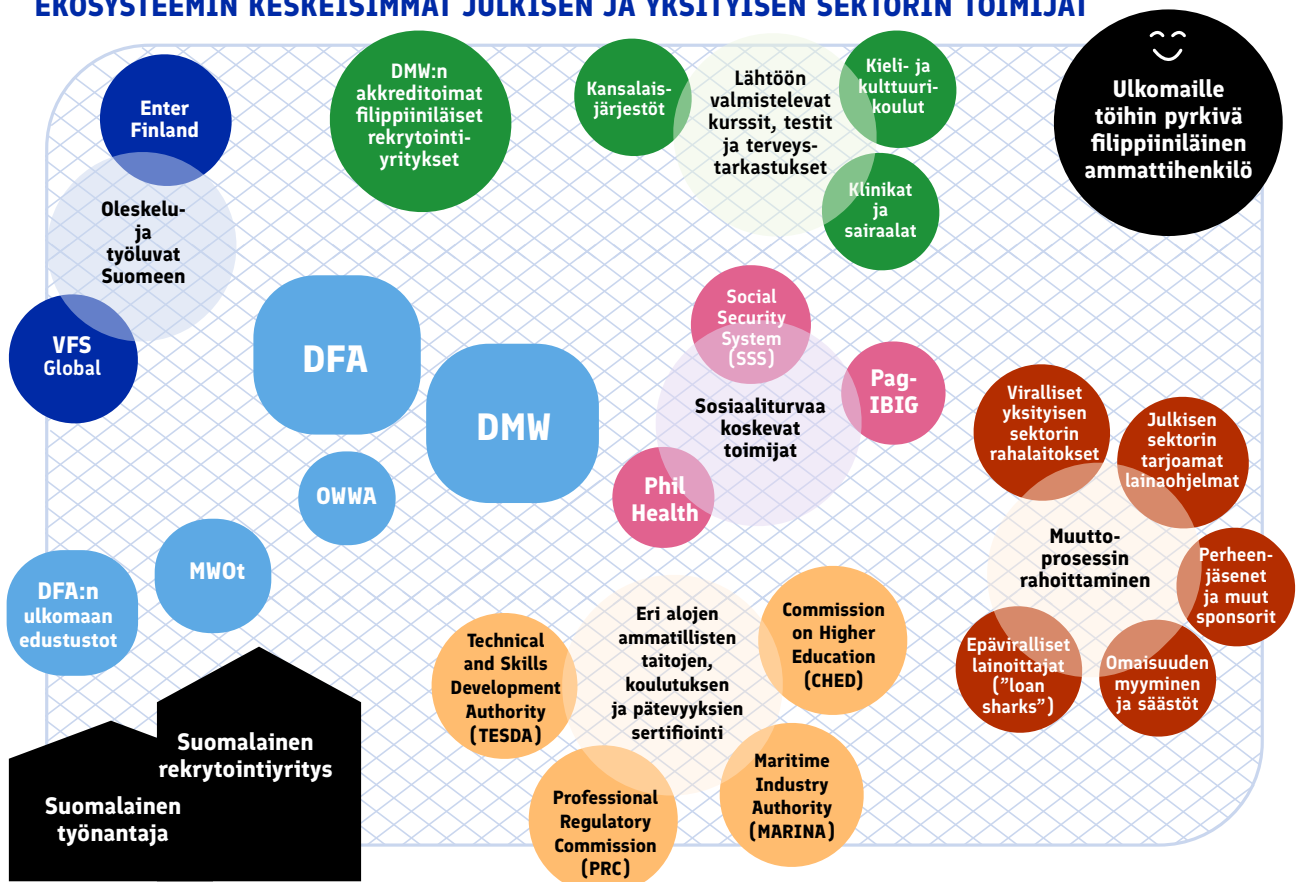 EKOSYSTEEMIN KESKEISIMMÄT JULKISEN JA YKSITYISEN SEKTORIN TOIMIJAT
Enter
Finland
Oleskelu-
ja
työluvat
Suomeen
VFS
Global
DMW:n
akkreditoimat
filippiiniläiset
rekrytointi-
yritykset
Kansalais-
järjestöt
Lähtöön
valmistelevat
kurssit, testit
ja terveys-
tarkastukset
Kieli- ja
kulttuuri-
koulut
Klinikat
ja
sairaalat
Ulkomaille
töihin pyrkivä
filippiiniläinen
ammattihenkilö
DFA
DMW
OWWA
MWOt
DFA:n
ulkomaan
edustustot
Social
Security
System
(SSS)
Sosiaaliturvaa
koskevat
toimijat
Pag-
IBIG
Phil
Health
Viralliset
yksityisen
sektorin
rahalaitokset
Julkisen
sektorin
tarjoamat
lainaohjelmat
Muutto-
prosessin
rahoittaminen
Perheen-
jäsenet
ja muut
sponsorit
Epäviralliset
lainoittajat
(”loan
sharks”)
Omaisuuden
myyminen
ja säästöt
Technical
and Skills
Development
Authority
(TESDA)
Eri alojen
ammatillisten
taitojen,
koulutuksen
ja pätevyyksien
sertifiointi
Commission
on Higher
Education
(CHED)
Professional
Regulatory
Commission
(PRC)
Maritime
Industry
Authority
(MARINA)
Suomalainen
rekrytointiyritys
Suomalainen
työnantaja